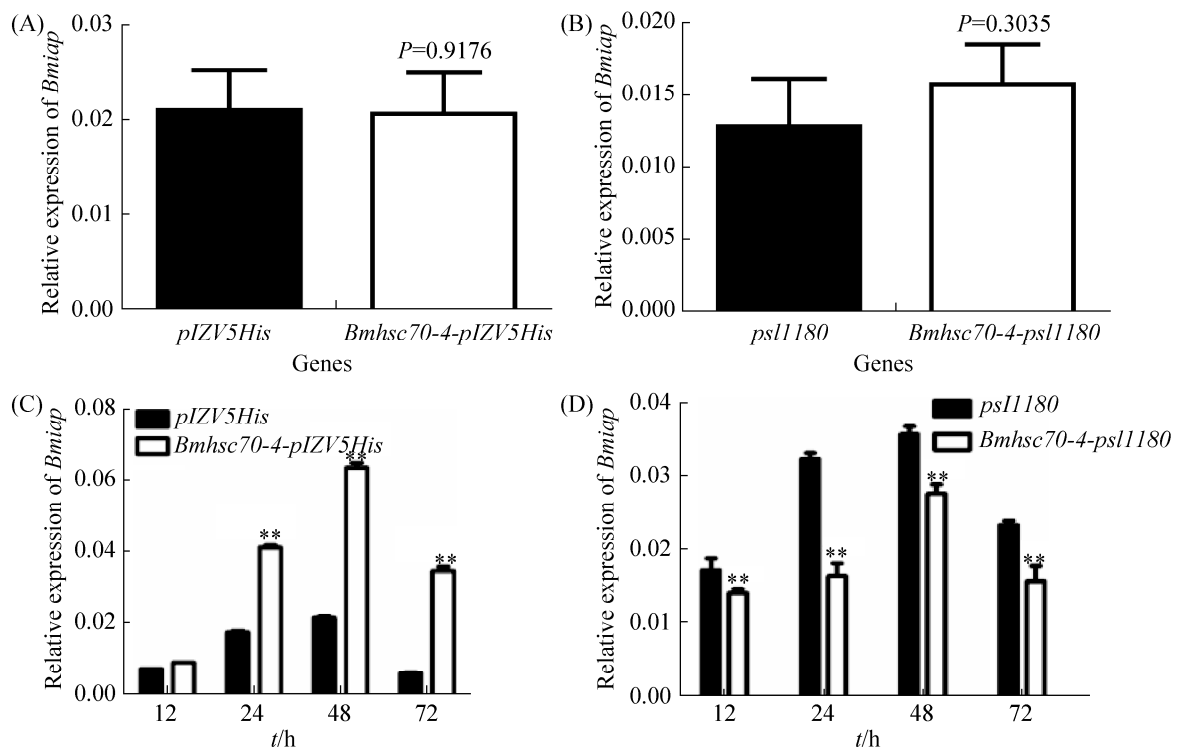 (A)
Relative expression of Bmiap
0.03
0.02
0.01
0.00
P=0.9176
pIZV5His
Bmhsc70-4-pIZV5His
Genes
(B)
Relative expression of Bmiap
0.020
0.015
0.010
0.005
0.000
P=0.3035
psl1180
Bmhsc70-4-psl1180
Genes
(C)
Relative expression of Bmiap
0.08
0.06
0.04
0.02
0.00
pIZV5His
Bmhsc70-4-pIZV5His
**
**
**
12 24 48 72
t/h
(D)
Relative expression of Bmiap
0.04
0.03
0.02
0.01
0.00
psI1180
Bmhsc70-4-psl1180
**
**
**
**
12 24 48 72
t/h